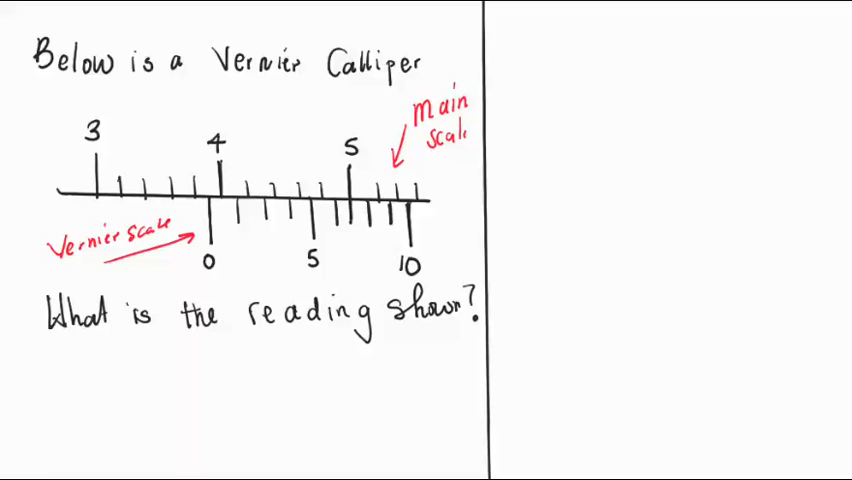 Below is a Vernier Calliper
main
scale
3 4 5
Vernier scale
0 5 10
What is the reading shown?